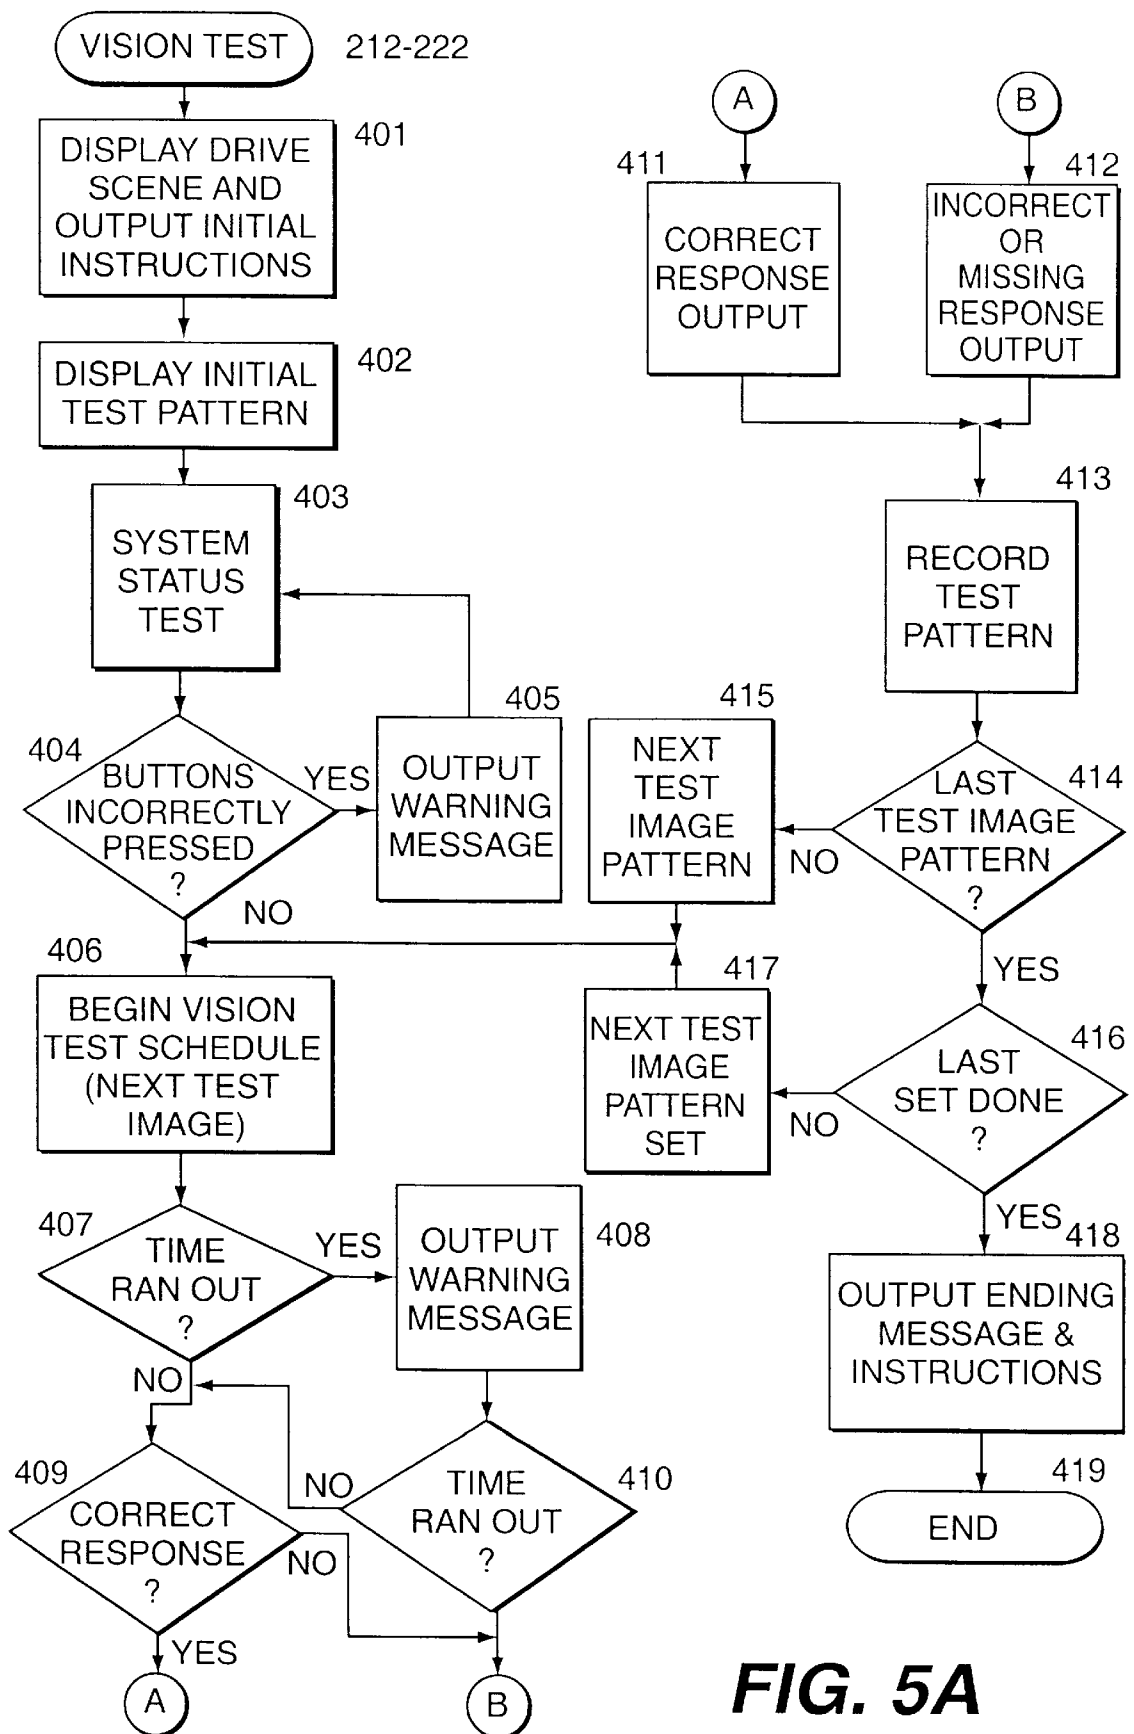 VISION TEST
212-222
401
DISPLAY DRIVE
SCENE AND
OUTPUT INITIAL
INSTRUCTIONS
402
DISPLAY INITIAL
TEST PATTERN
403
SYSTEM
STATUS
TEST
404
BUTTONS
INCORRECTLY
PRESSED
?
YES
NO
405
OUTPUT
WARNING
MESSAGE
406
BEGIN VISION
TEST SCHEDULE
(NEXT TEST
IMAGE)
407
TIME
RAN OUT
?
YES
NO
408
OUTPUT
WARNING
MESSAGE
409
CORRECT
RESPONSE
?
NO
YES
A
410
TIME
RAN OUT
?
NO
B
A
411
CORRECT
RESPONSE
OUTPUT
B
412
INCORRECT
OR
MISSING
RESPONSE
OUTPUT
413
RECORD
TEST
PATTERN
414
LAST
TEST IMAGE
PATTERN
?
NO
YES
415
NEXT
TEST
IMAGE
PATTERN
416
LAST
SET DONE
?
NO
YES
417
NEXT TEST
IMAGE
PATTERN
SET
418
OUTPUT ENDING
MESSAGE &
INSTRUCTIONS
419
END
FIG. 5A